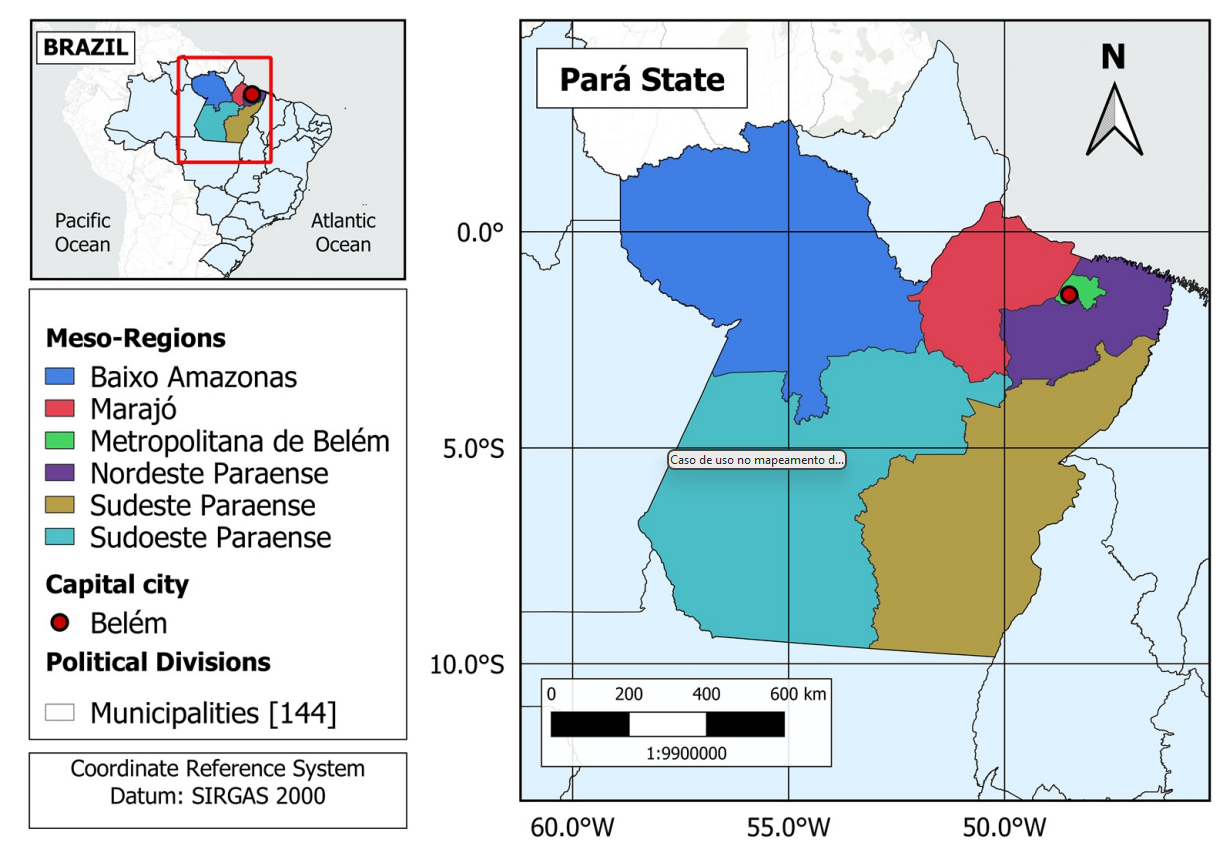 BRAZIL
Pacific
Ocean
Atlantic
Ocean
Meso-Regions
Baixo Amazonas
Marajó
Metropolitana de Belém
Nordeste Paraense
Sudeste Paraense
Sudoeste Paraense
Capital city
Belém
Political Divisions
Municipalities [144]
Coordinate Reference System
Datum: SIRGAS 2000
Pará State
N
0.0°
5.0°S
10.0°S
Caso de uso no mapeamento d...
0 200 400 600 km
1:9900000
60.0°W 55.0°W 50.0°W